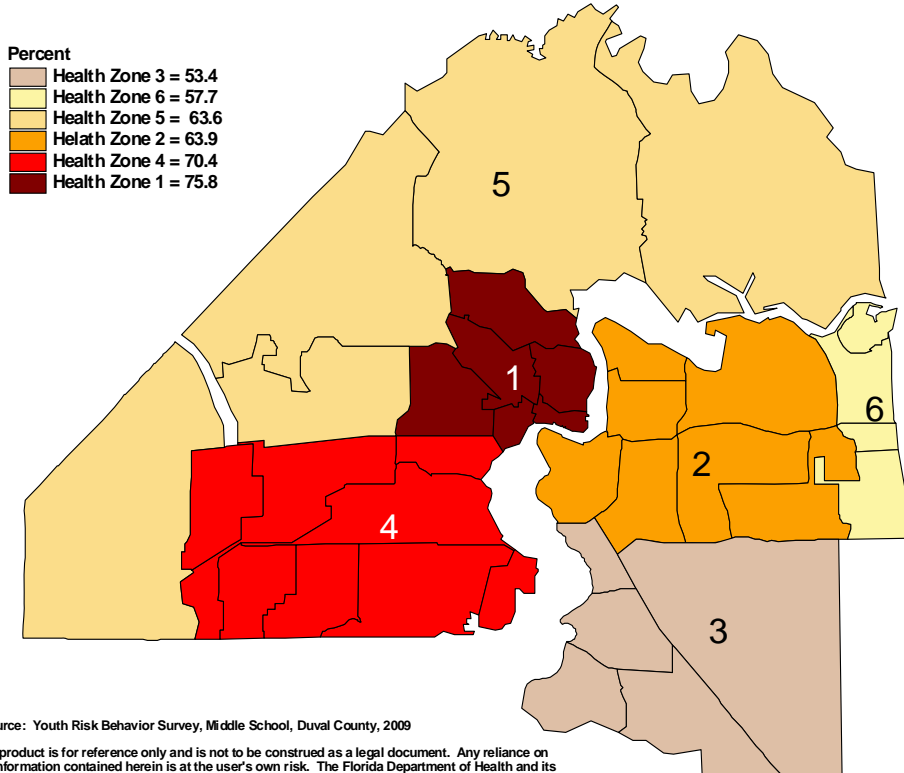 Percent
Health Zone 3 = 53.4
Health Zone 6 = 57.7
Health Zone 5 = 63.6
Helath Zone 2 = 63.9
Health Zone 4 = 70.4
Health Zone 1 = 75.8
5
1
6
2
4
3
urce: Youth Risk Behavior Survey, Middle School, Duval County, 2009
product is for reference only and is not to be construed as a legal document. Any reliance on
nformation contained herein is at the user's own risk. The Florida Department of Health and its